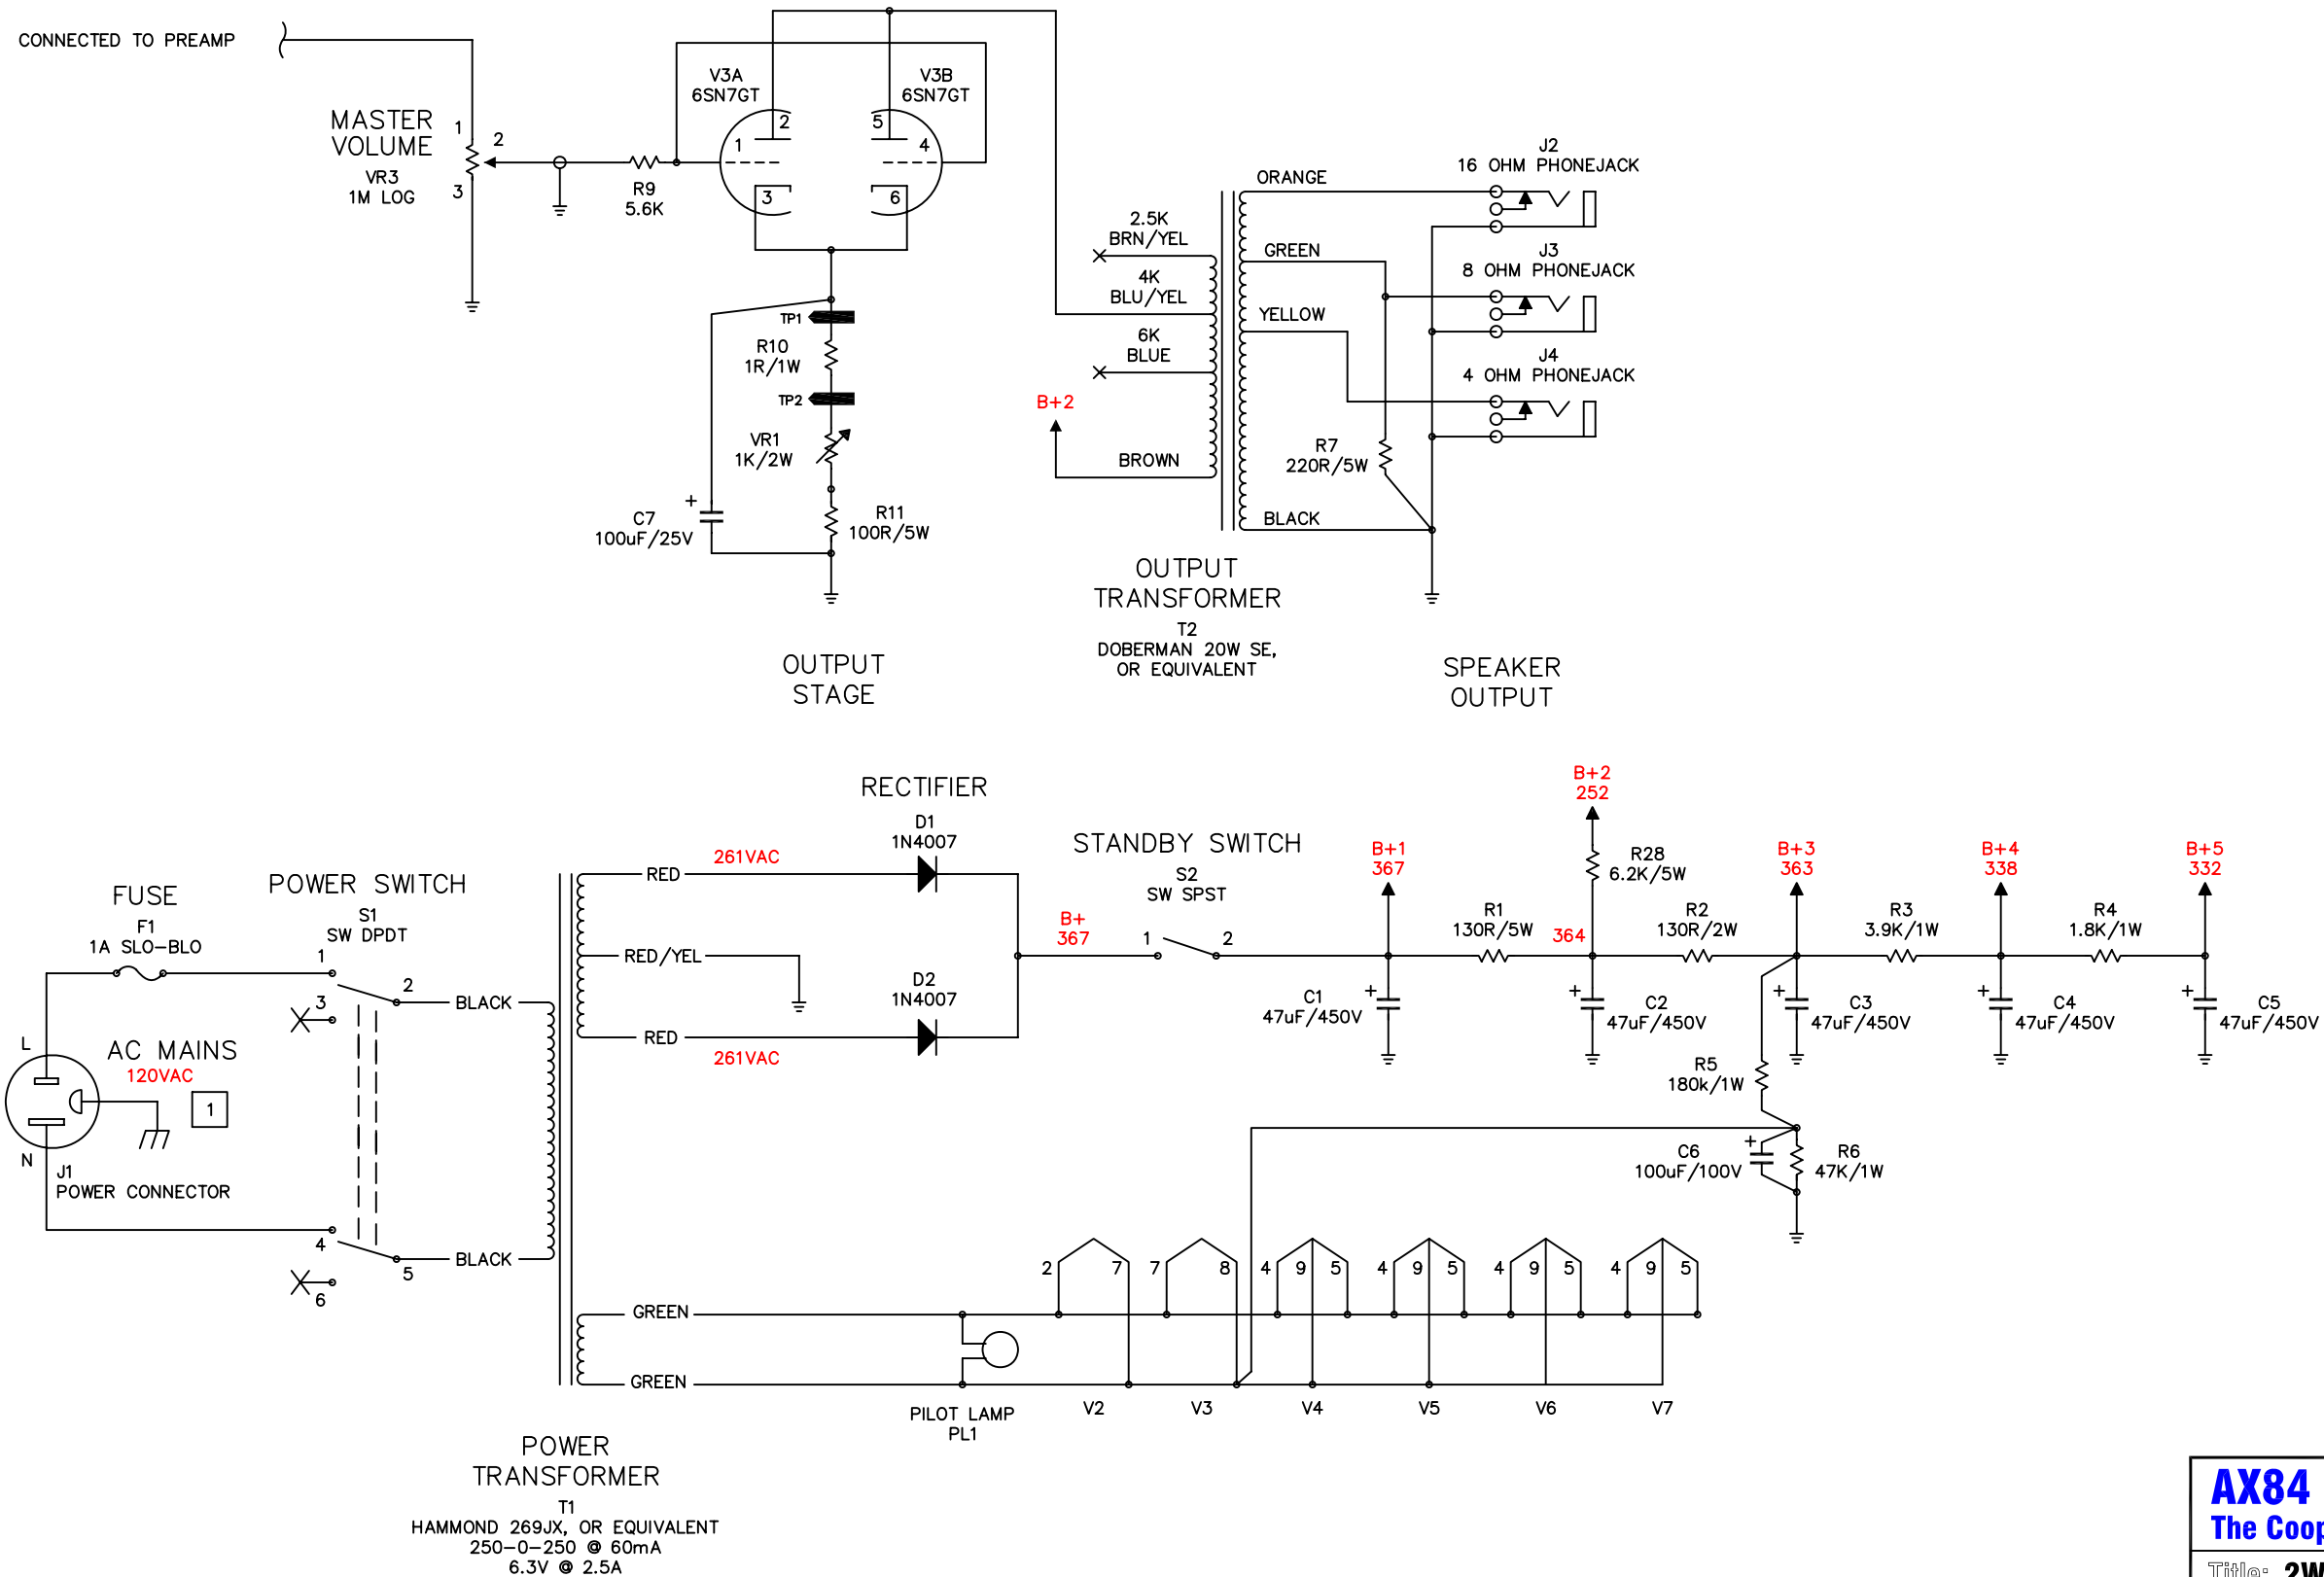 CONNECTED TO PREAMP
MASTER
VOLUME
VR3
1M LOG
1
2
3
R9
5.6K
V3A
6SN7GT
V3B
6SN7GT
2
1
3
5
4
6
TP1
R10
1R/1W
TP2
VR1
1K/2W
+
C7
100uF/25V
R11
100R/5W
OUTPUT
STAGE
2.5K
BRN/YEL
4K
BLU/YEL
6K
BLUE
B+2
BROWN
ORANGE
GREEN
YELLOW
BLACK
R7
220R/5W
J2
16 OHM PHONEJACK
J3
8 OHM PHONEJACK
J4
4 OHM PHONEJACK
OUTPUT
TRANSFORMER
T2
DOBERMAN 20W SE,
OR EQUIVALENT
SPEAKER
OUTPUT
FUSE
F1
1A SLO-BLO
POWER SWITCH
S1
SW DPDT
1
2
3
4
5
6
L
N
AC MAINS
120VAC
1
J1
POWER CONNECTOR
BLACK
BLACK
RED
261VAC
RED/YEL
RED
261VAC
RECTIFIER
D1
1N4007
D2
1N4007
B+
367
STANDBY SWITCH
S2
SW SPST
1
2
B+1
367
R1
130R/5W
364
B+2
252
R28
6.2K/5W
R2
130R/2W
B+3
363
R3
3.9K/1W
B+4
338
R4
1.8K/1W
B+5
332
+
C1
47uF/450V
+
C2
47uF/450V
+
C3
47uF/450V
+
C4
47uF/450V
+
C5
47uF/450V
R5
180k/1W
+
C6
100uF/100V
R6
47K/1W
GREEN
GREEN
PILOT LAMP
PL1
2
7
V2
7
8
V3
4
9
5
V4
4
9
5
V5
4
9
5
V6
4
9
5
V7
POWER
TRANSFORMER
T1
HAMMOND 269JX, OR EQUIVALENT
250-0-250 @ 60mA
6.3V @ 2.5A
AX84
The Coop
Title: 2W